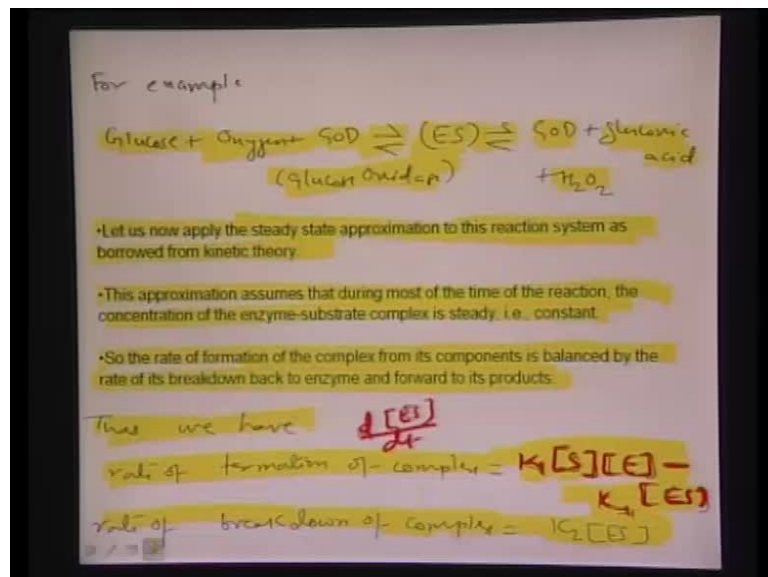 For example
Glucose + Oxygen + GOD ⇌ (ES) ⇌ GOD + gluconic
acid
(Glucose Oxidase) + H₂O₂
•Let us now apply the steady state approximation to this reaction system as
borrowed from kinetic theory.
•This approximation assumes that during most of the time of the reaction, the
concentration of the enzyme-substrate complex is steady. i.e., constant.
•So the rate of formation of the complex from its components is balanced by the
rate of its breakdown back to enzyme and forward to its products.
Thus we have d[ES]/dt
rate of formation of complex = K₁[S][E] −
K₋₁[ES]
rate of breakdown of complex = K₂[ES]